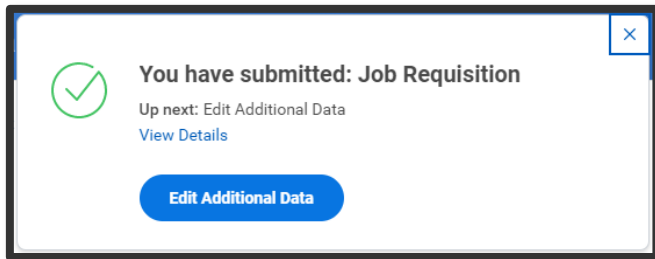 You have submitted: Job Requisition
Up next: Edit Additional Data
View Details
Edit Additional Data